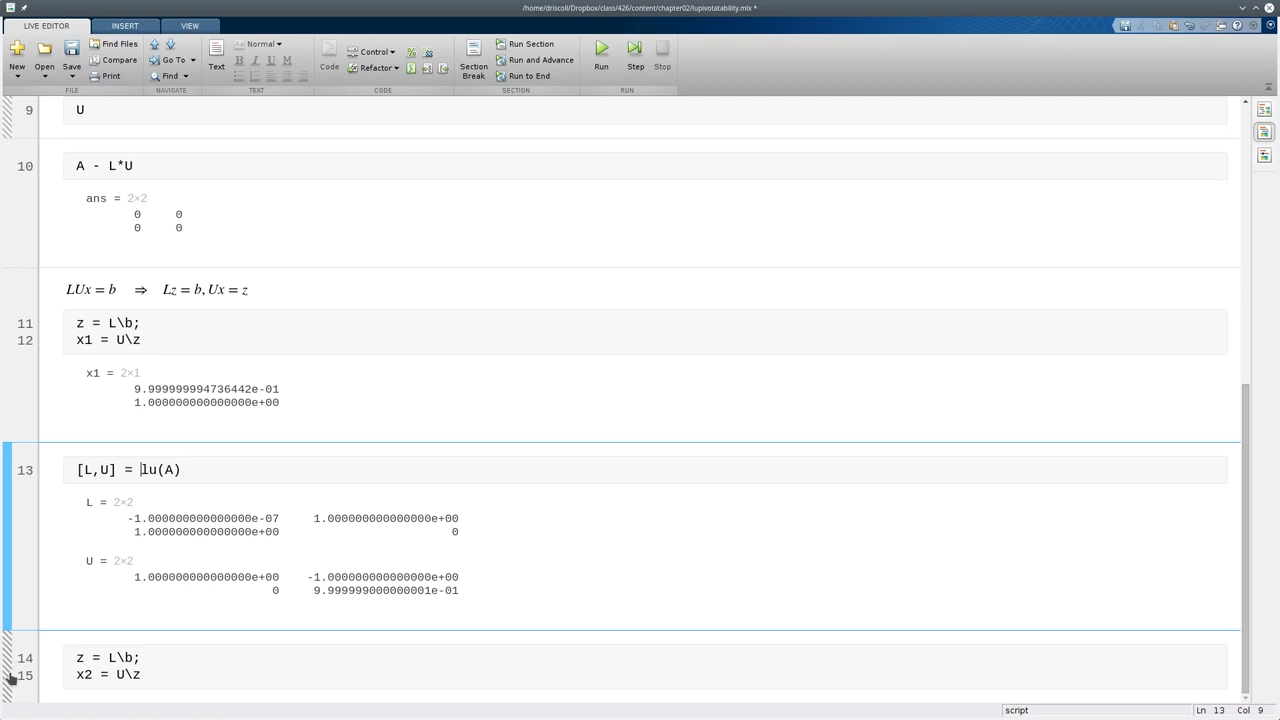 /home/driscoll/Dropbox/class/426/content/chapter02/lupivotatability.mlx *
LIVE EDITOR INSERT VIEW
New Open Save Find Files Compare Print
Go To Find
Text Normal B I U M
Code Control Refactor
Section Break Run Section Run and Advance Run to End
Run Step Stop
FILE NAVIGATE TEXT CODE SECTION RUN
9 U
10 A - L*U
ans = 2×2
0 0
0 0
LUx = b ⇒ Lz = b, Ux = z
11 z = L\b;
12 x1 = U\z
x1 = 2×1
9.999999994736442e-01
1.000000000000000e+00
13 [L,U] = lu(A)
L = 2×2
-1.000000000000000e-07 1.000000000000000e+00
1.000000000000000e+00 0
U = 2×2
1.000000000000000e+00 -1.000000000000000e+00
0 9.999999000000001e-01
14 z = L\b;
15 x2 = U\z
script Ln 13 Col 9